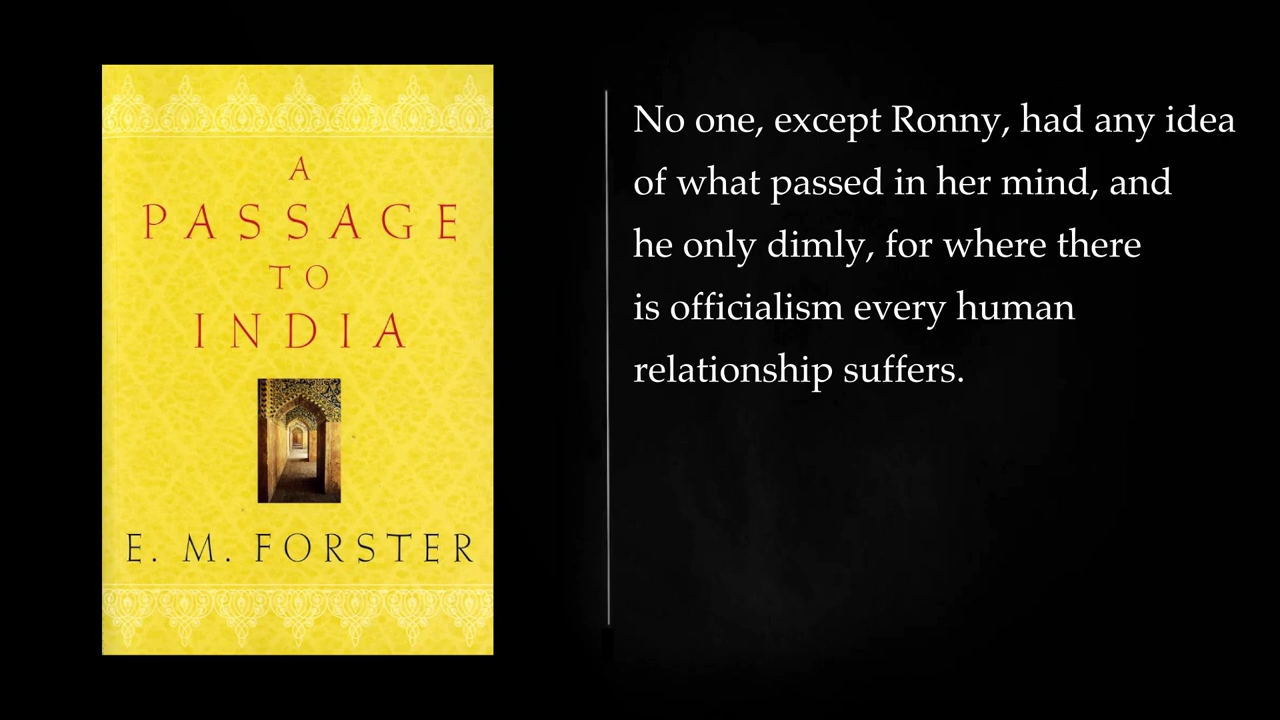 A
PASSAGE
TO
INDIA
E. M. FORSTER
No one, except Ronny, had any idea
of what passed in her mind, and
he only dimly, for where there
is officialism every human
relationship suffers.